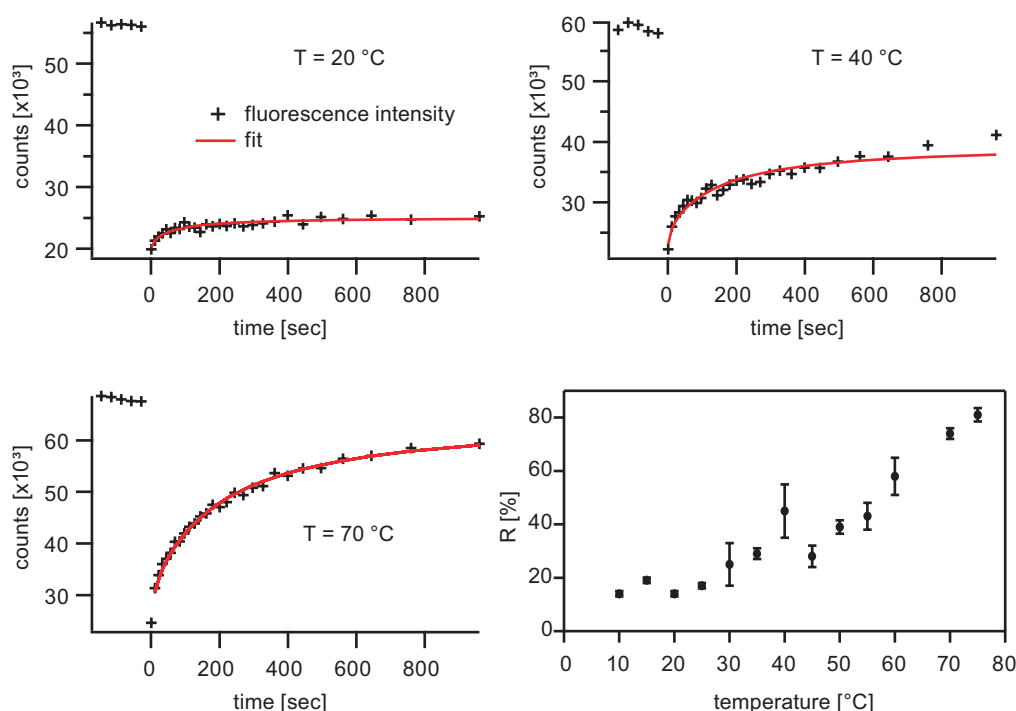 counts [x10³]
50
40
30
20
T = 20 °C
fluorescence intensity
fit
0 200 400 600 800
time [sec]
counts [x10³]
60
50
40
30
T = 40 °C
0 200 400 600 800
time [sec]
counts [x10³]
60
50
40
30
T = 70 °C
0 200 400 600 800
time [sec]
R [%]
80
60
40
20
0
0 10 20 30 40 50 60 70 80
temperature [°C]